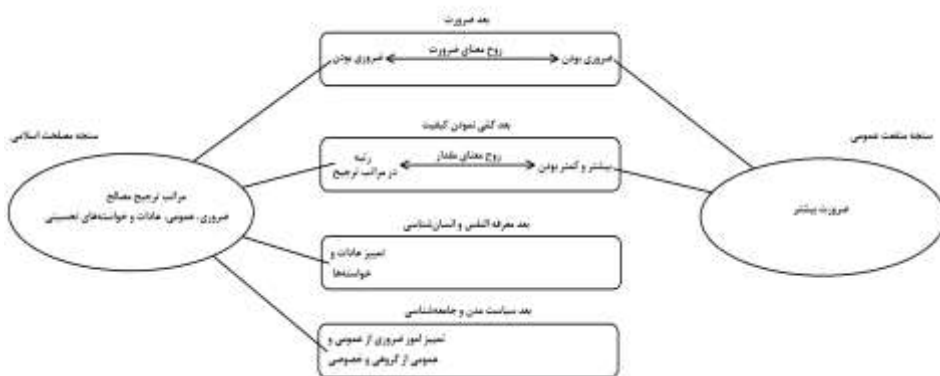 بعد ضرورت
ضروری بودن
روح معنای ضرورت
ضروری بودن
سنجه منفعت عمومی
سنجه مصلحت اسلامی
بعد کمّی نمودن کیفیت
بیشتر و کمتر بودن
روح معنای مقدار
رتبه
در مراتب ترجیح
ضرورت بیشتر
مراتب ترجیح مصالح
ضروری، عمومی، عادات و خواسته‌های تحسینی
بعد معرفه النفس و انسان‌شناسی
تمییز عادات و
خواسته‌ها
بعد سیاست مدن و جامعه‌شناسی
تمییز امور ضروری از عمومی و
عمومی از گروهی و خصوصی